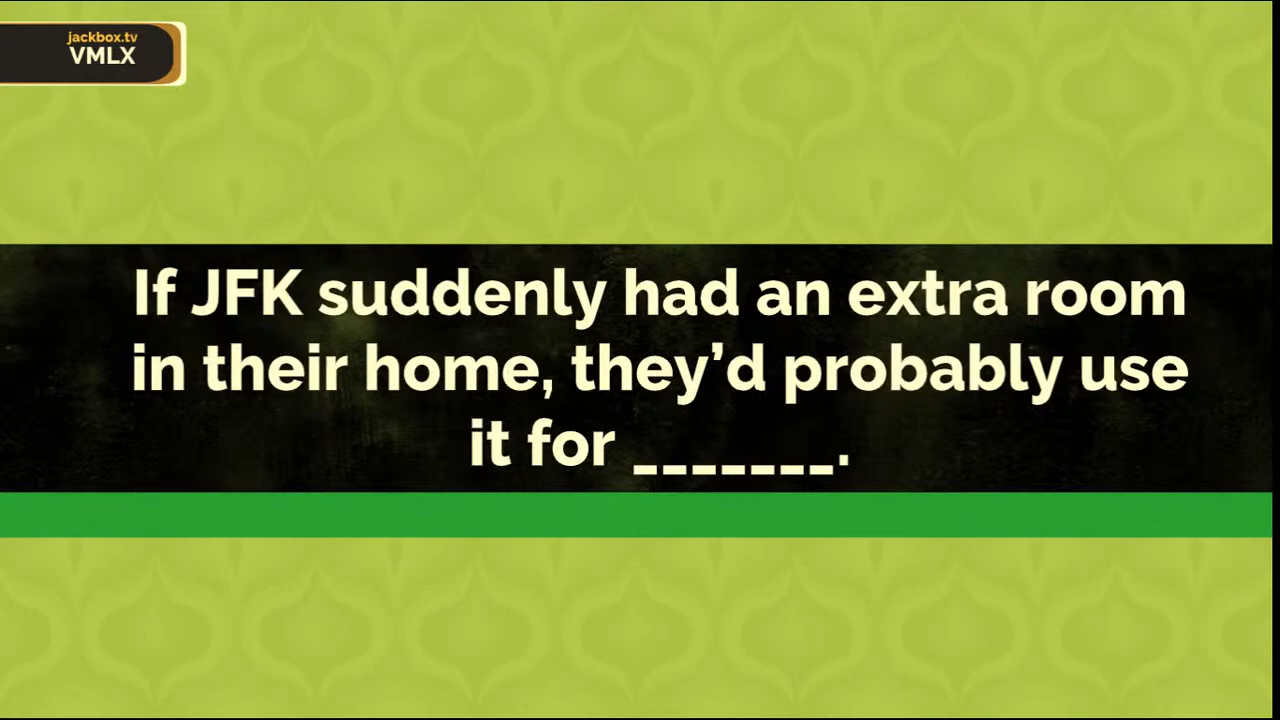 jackbox.tv
VMLX
If JFK suddenly had an extra room
in their home, they’d probably use
it for _______.